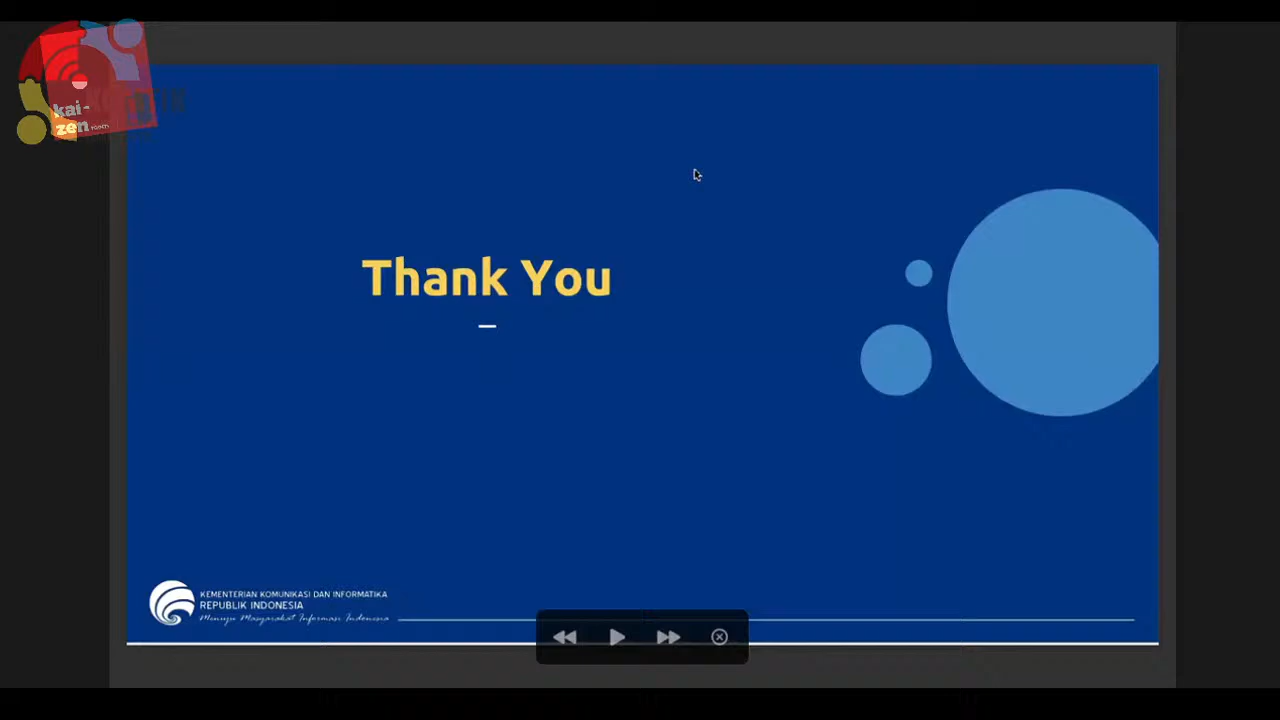 kai-
zen
Thank You
KEMENTERIAN KOMUNIKASI DAN INFORMATIKA
REPUBLIK INDONESIA
Menuju Masyarakat Informasi Indonesia